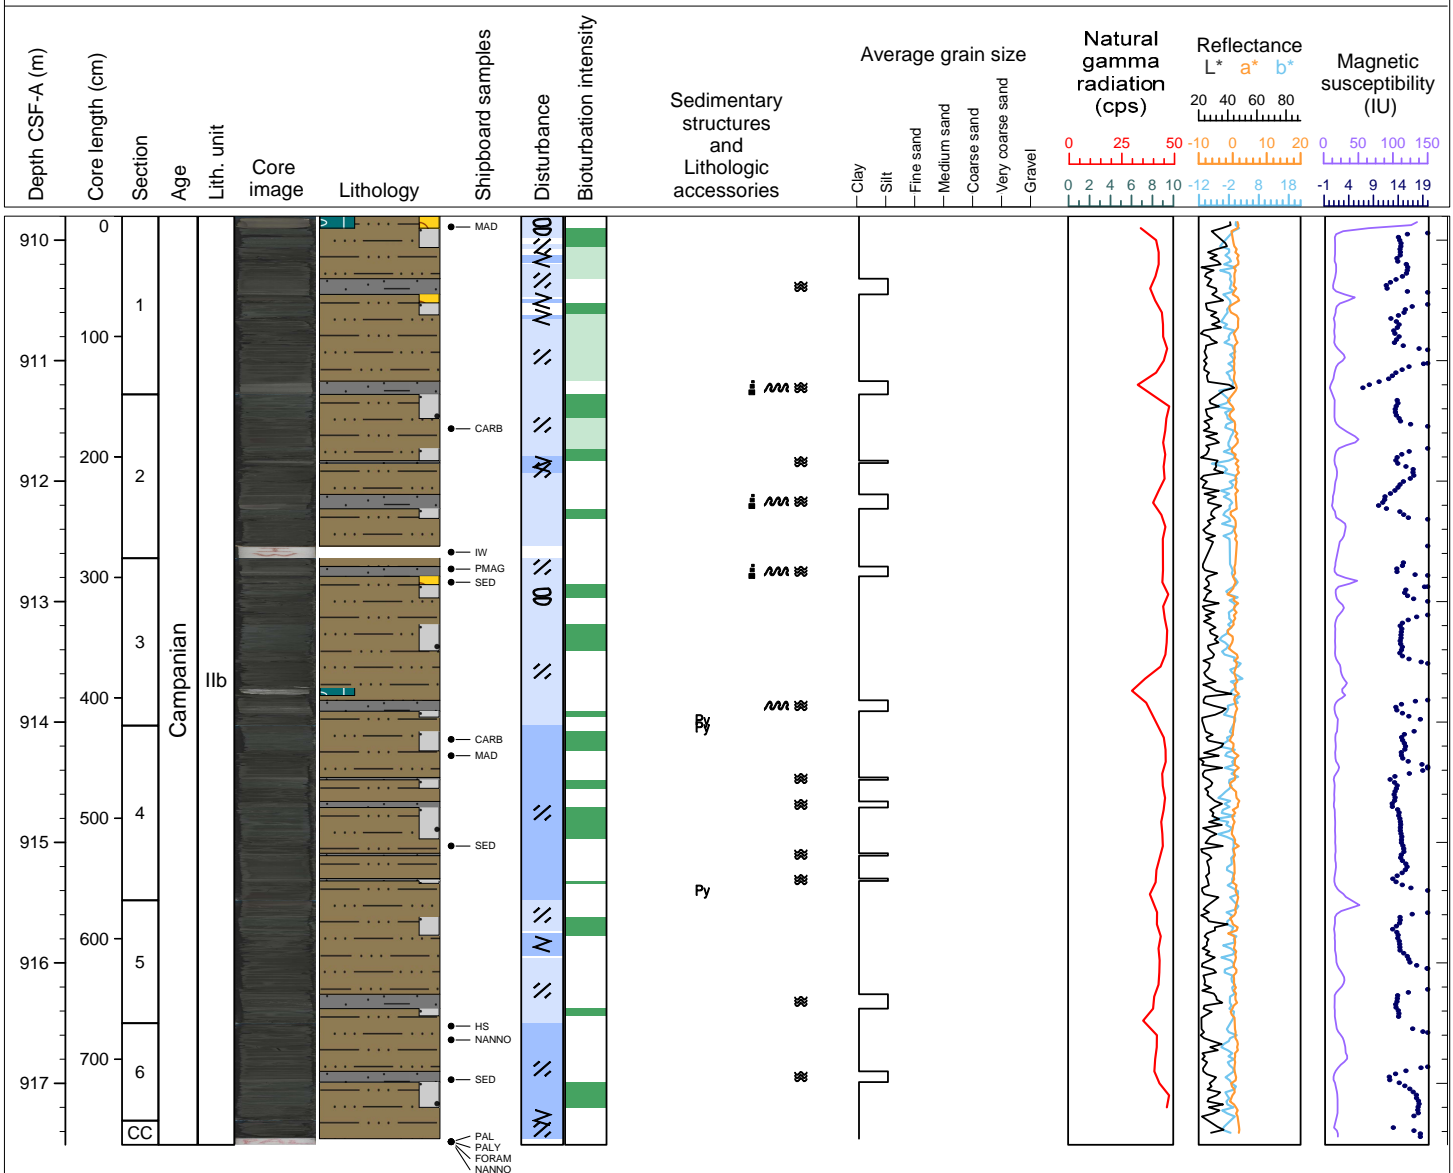 Depth CSF-A (m)
Core length (cm)
Section
Age
Lith. unit
Core
image
Lithology
Shipboard samples
Disturbance
Bioturbation intensity
Sedimentary
structures
and
Lithologic
accessories
Average grain size
Clay
Silt
Fine sand
Medium sand
Coarse sand
Very coarse sand
Gravel
Natural
gamma
radiation
(cps)
0 25 50
0 2 4 6 8 10
Reflectance
L* a* b*
20 40 60 80
-10 0 10 20
-12 -2 8 18
Magnetic
susceptibility
(IU)
0 50 100 150
-1 4 9 14 19
910
911
912
913
914
915
916
917
0
100
200
300
400
500
600
700
1
2
3
4
5
6
CC
Campanian
IIb
MAD
CARB
IW
PMAG
SED
CARB
MAD
SED
HS
NANNO
SED
PAL
PALY
FORAM
NANNO
Py
Py
Py